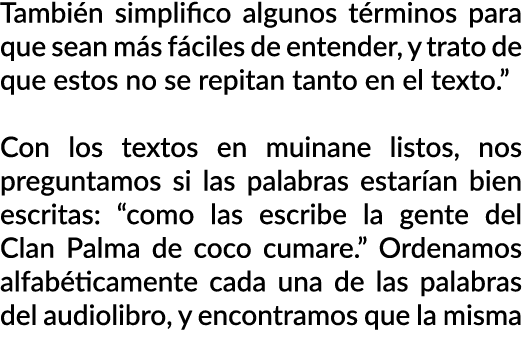 También simplifico algunos términos para
que sean más fáciles de entender, y trato de
que estos no se repitan tanto en el texto.”
Con los textos en muinane listos, nos
preguntamos si las palabras estarían bien
escritas: “como las escribe la gente del
Clan Palma de coco cumare.” Ordenamos
alfabéticamente cada una de las palabras
del audiolibro, y encontramos que la misma